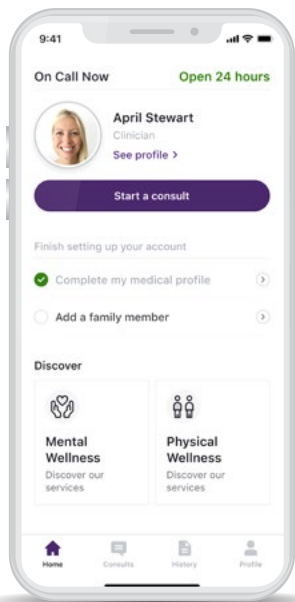 9:41
On Call Now Open 24 hours
April Stewart
Clinician
See profile >
Start a consult
Finish setting up your account
Complete my medical profile
Add a family member
Discover
Mental
Wellness
Discover our
services
Physical
Wellness
Discover our
services
Home Consults History Profile